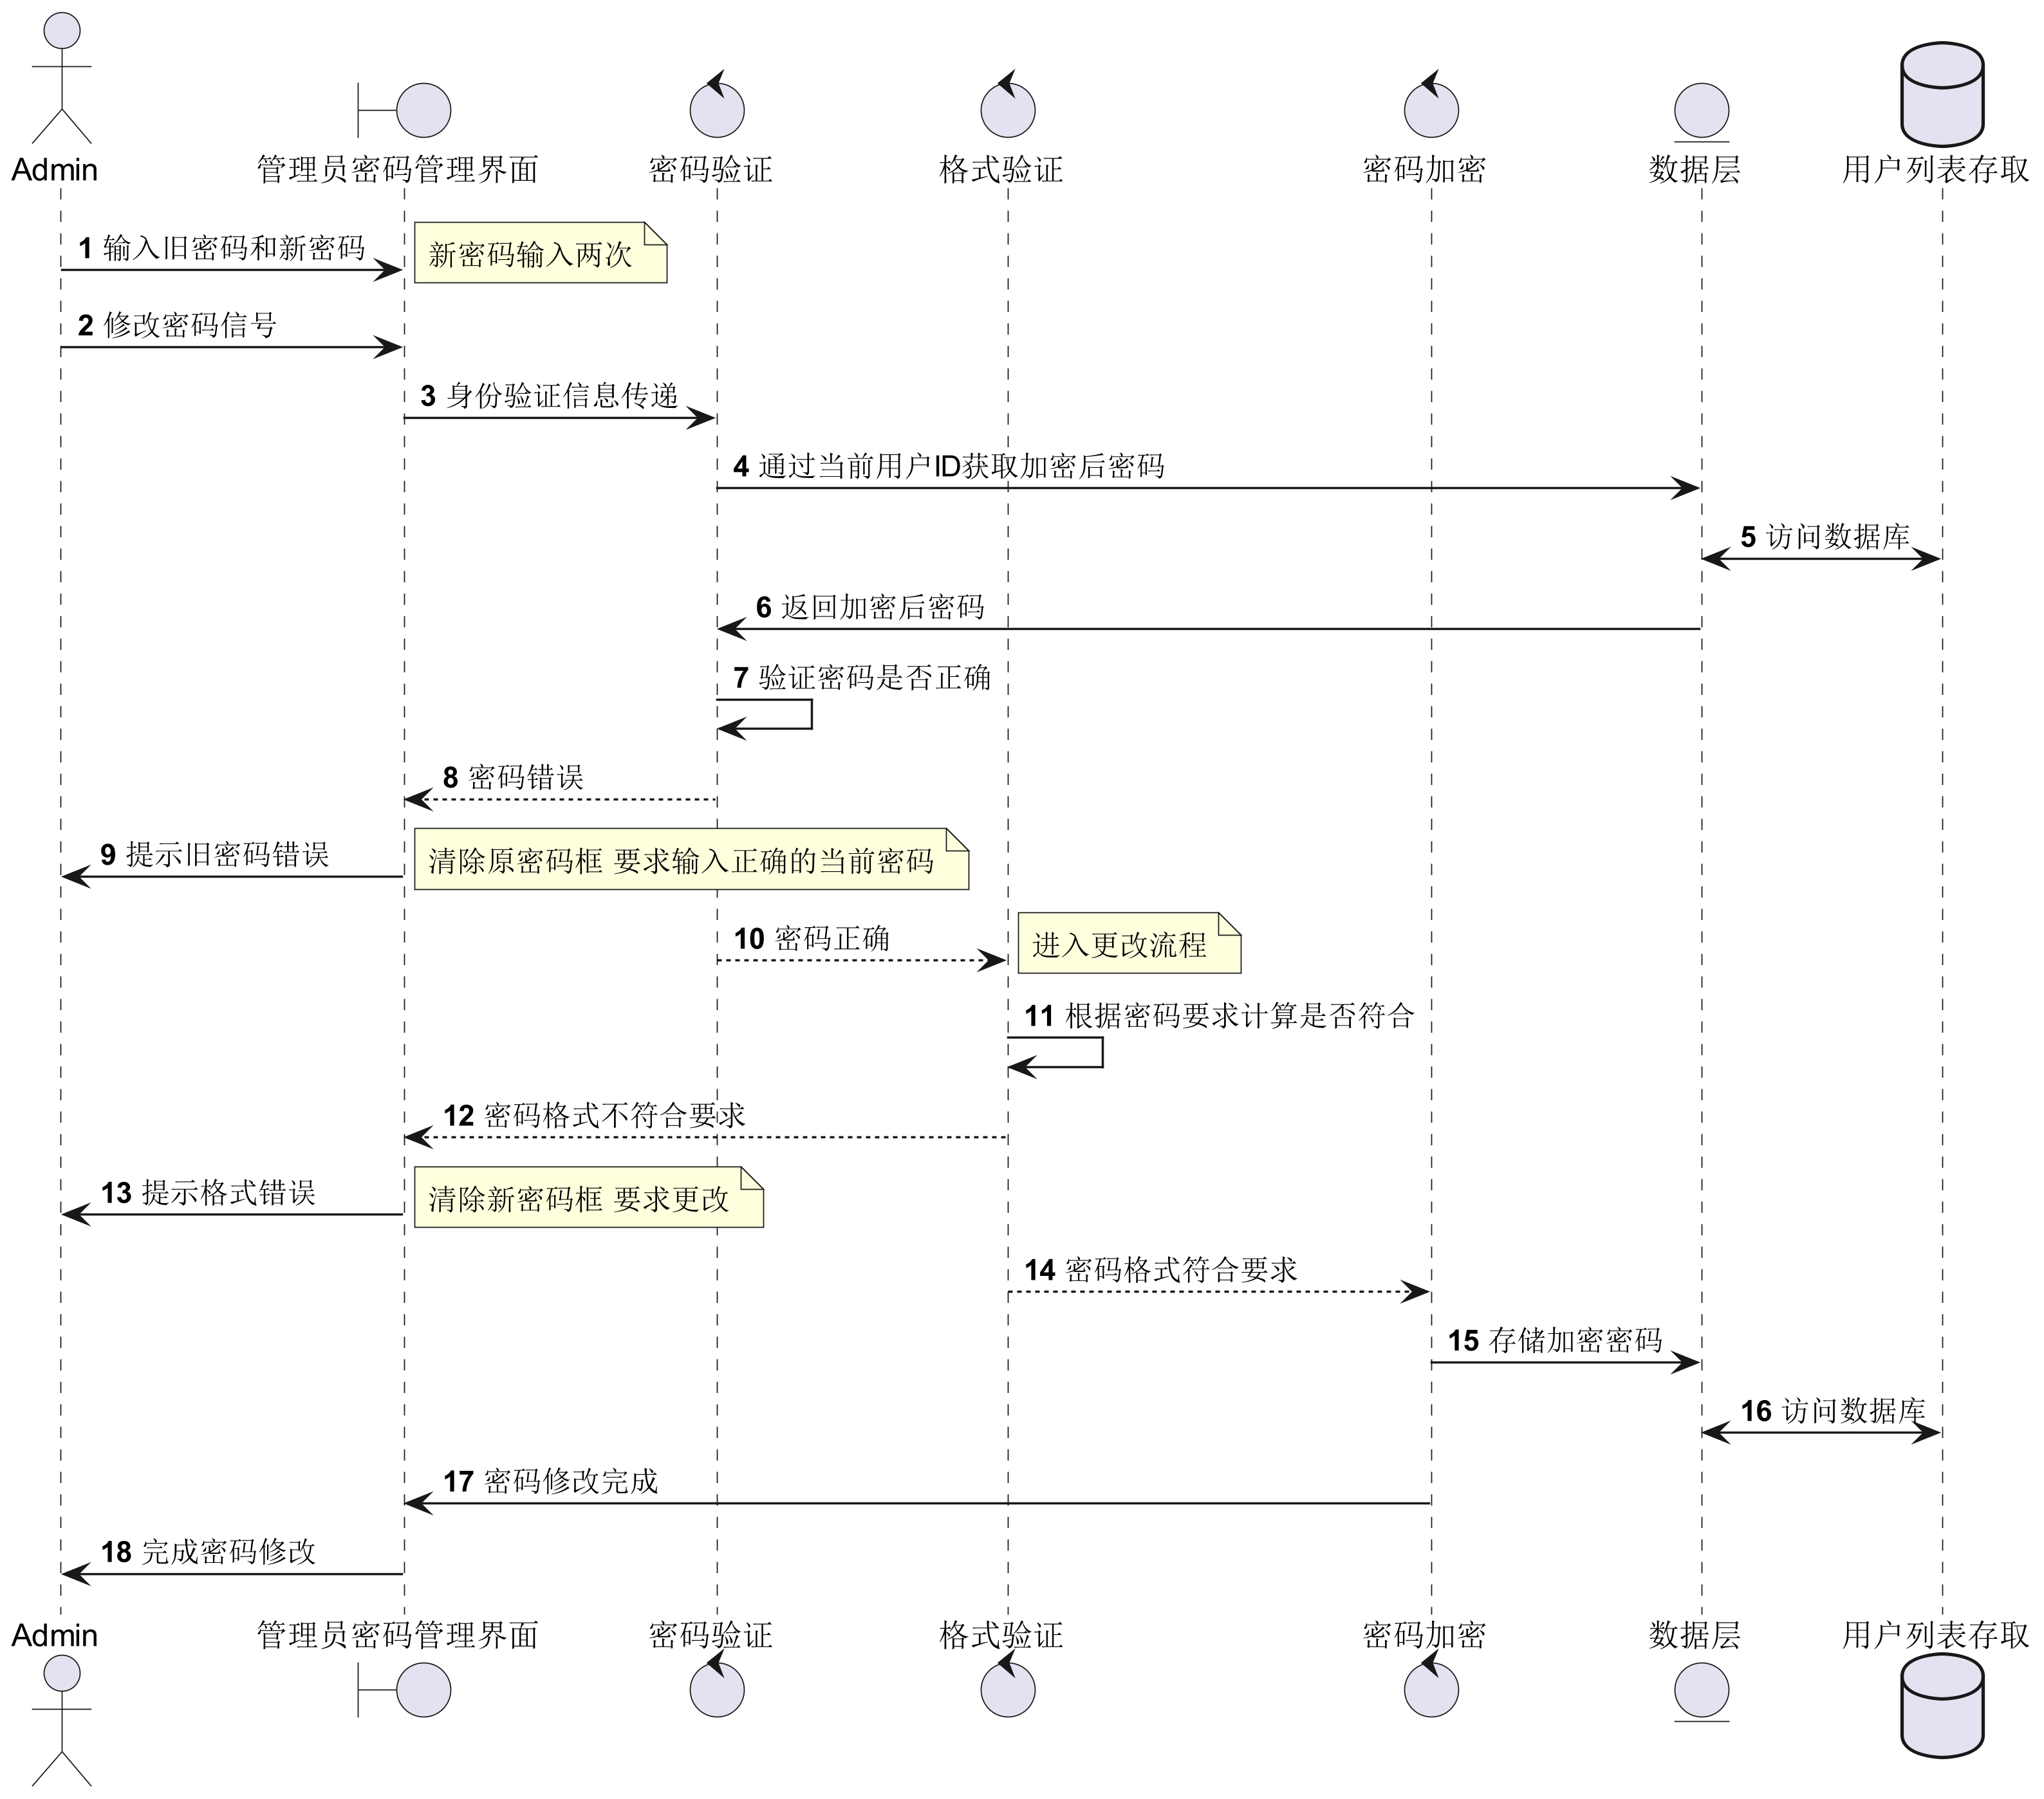 Admin
管理员密码管理界面
密码验证
格式验证
密码加密
数据层
用户列表存取
1 输入旧密码和新密码
新密码输入两次
2 修改密码信号
3 身份验证信息传递
4 通过当前用户ID获取加密后密码
5 访问数据库
6 返回加密后密码
7 验证密码是否正确
8 密码错误
9 提示旧密码错误
清除原密码框 要求输入正确的当前密码
10 密码正确
进入更改流程
11 根据密码要求计算是否符合
12 密码格式不符合要求
13 提示格式错误
清除新密码框 要求更改
14 密码格式符合要求
15 存储加密密码
16 访问数据库
17 密码修改完成
18 完成密码修改
Admin
管理员密码管理界面
密码验证
格式验证
密码加密
数据层
用户列表存取